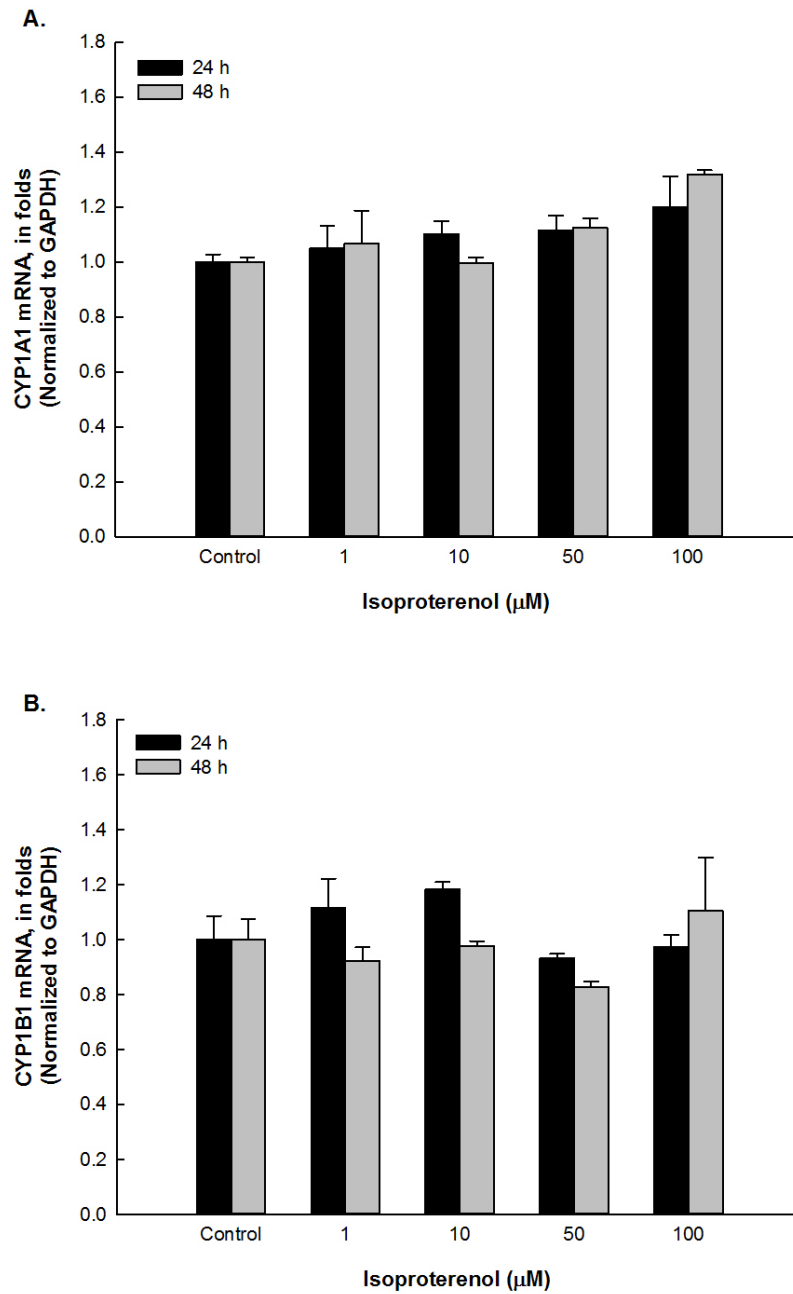 A.
1.8
1.6
1.4
1.2
1.0
0.8
0.6
0.4
0.2
0.0
CYP1A1 mRNA, in folds
(Normalized to GAPDH)
24 h
48 h
Control 1 10 50 100
Isoproterenol (μM)
B.
1.8
1.6
1.4
1.2
1.0
0.8
0.6
0.4
0.2
0.0
CYP1B1 mRNA, in folds
(Normalized to GAPDH)
24 h
48 h
Control 1 10 50 100
Isoproterenol (μM)